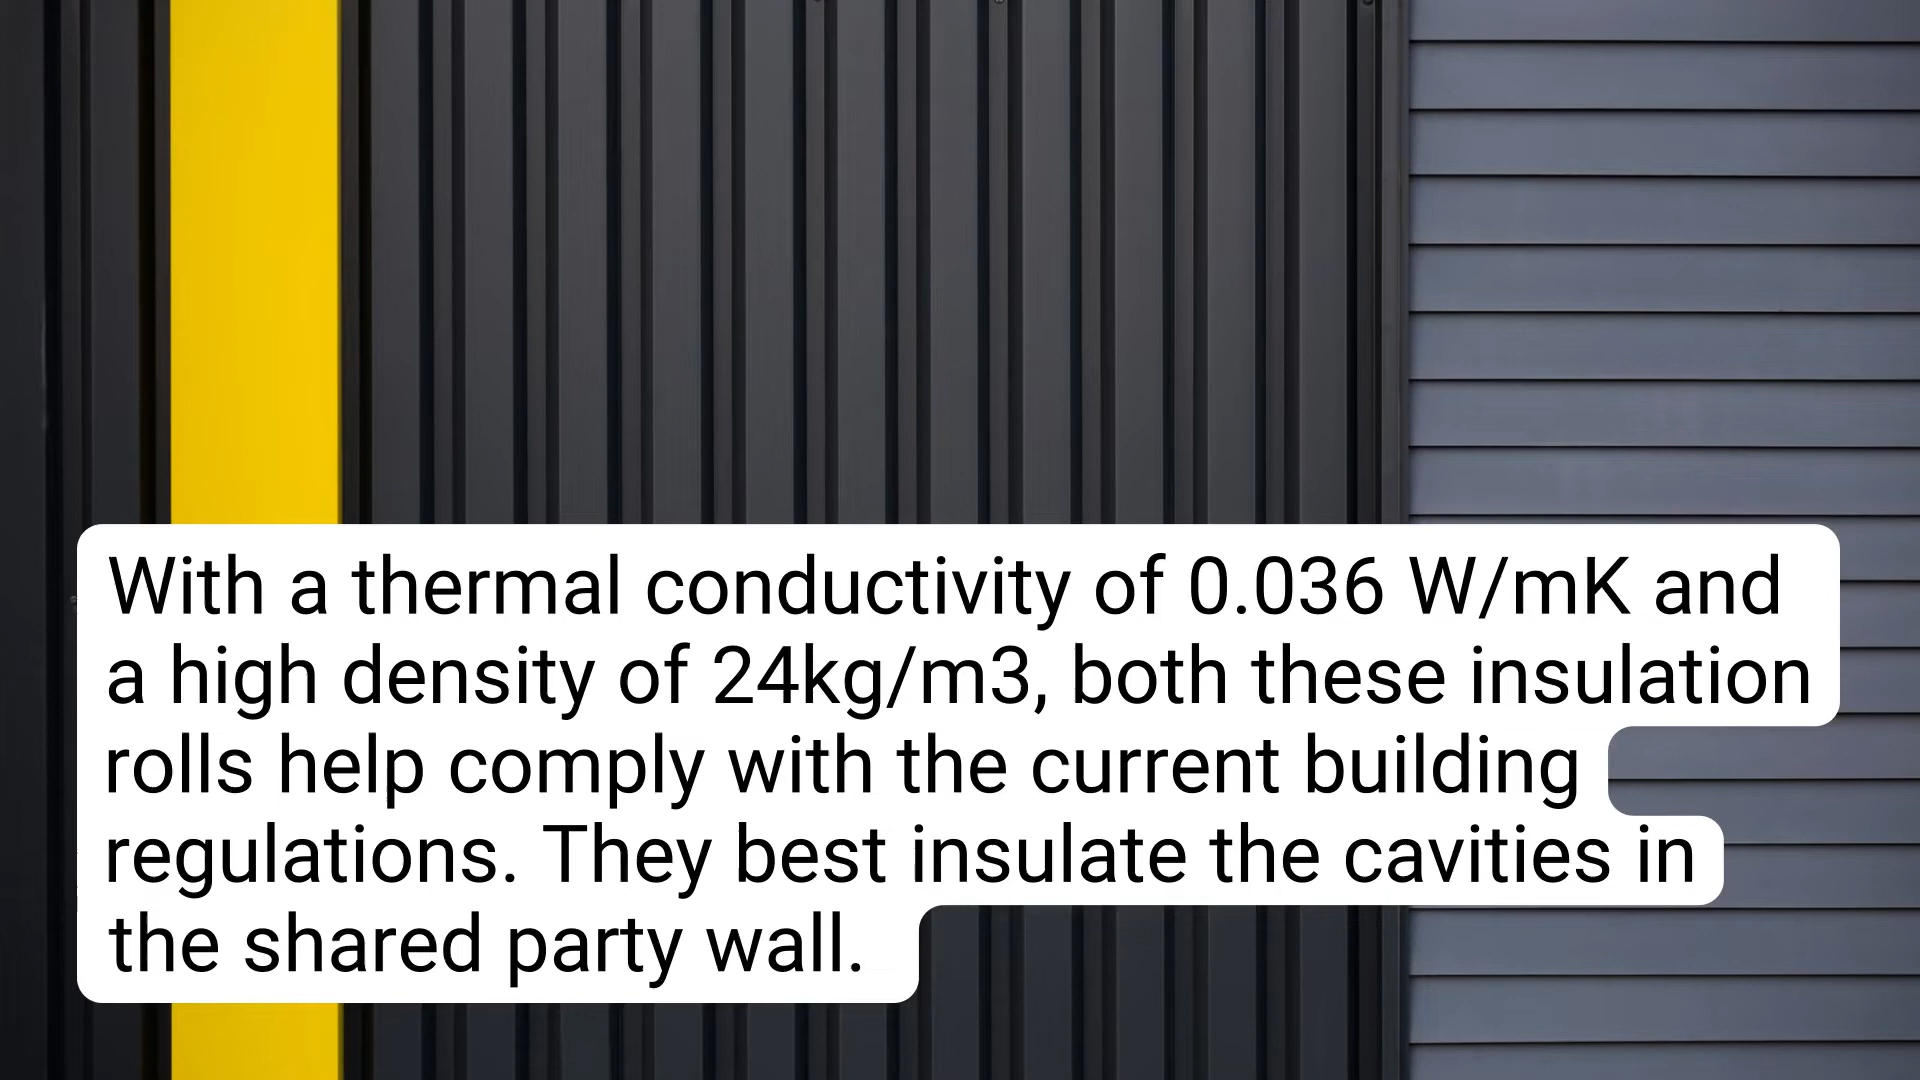 With a thermal conductivity of 0.036 W/mK and
a high density of 24kg/m3, both these insulation
rolls help comply with the current building
regulations. They best insulate the cavities in
the shared party wall.